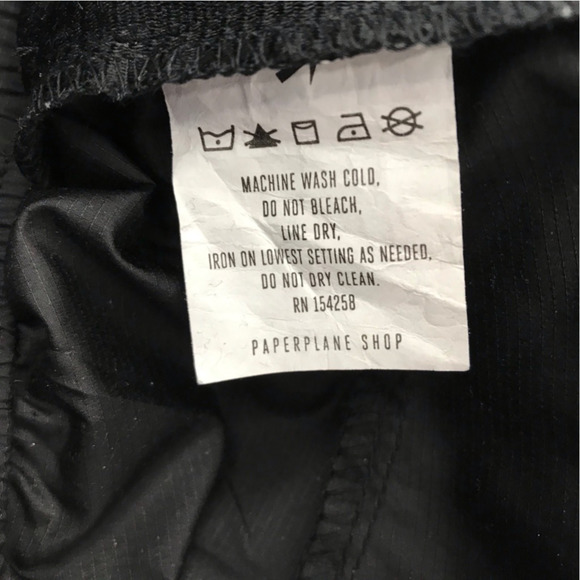 MACHINE WASH COLD,
DO NOT BLEACH,
LINE DRY,
IRON ON LOWEST SETTING AS NEEDED,
DO NOT DRY CLEAN.
RN 154258
PAPERPLANE SHOP